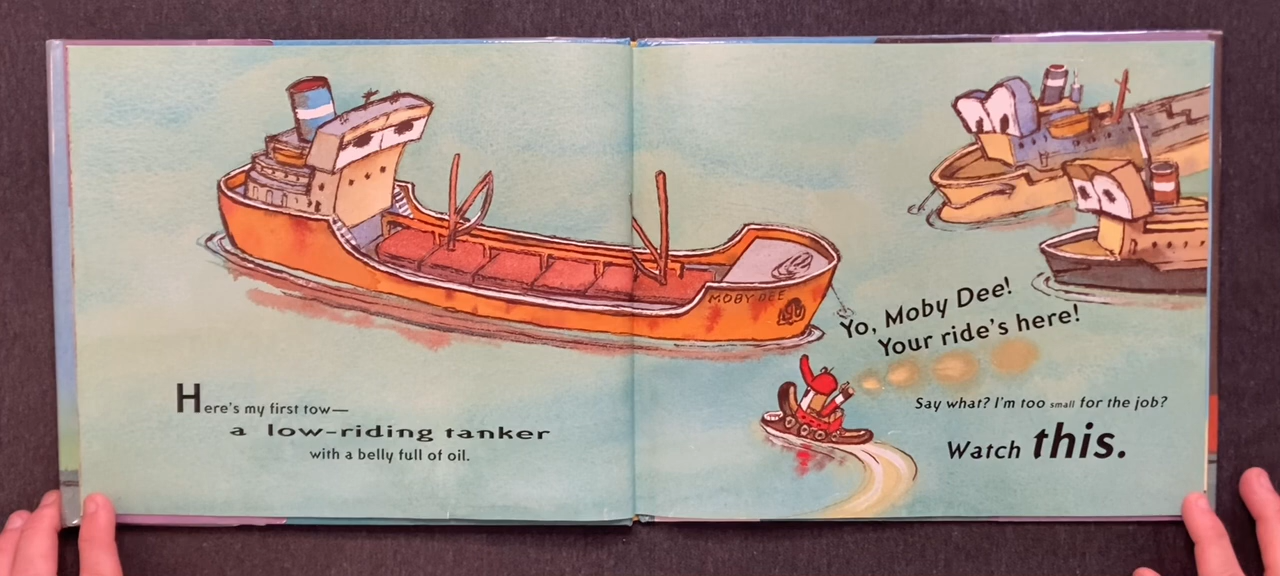 MOBY DEE
Here's my first tow—
a low-riding tanker
with a belly full of oil.
Yo, Moby Dee!
Your ride's here!
Say what? I'm too small for the job?
Watch this.